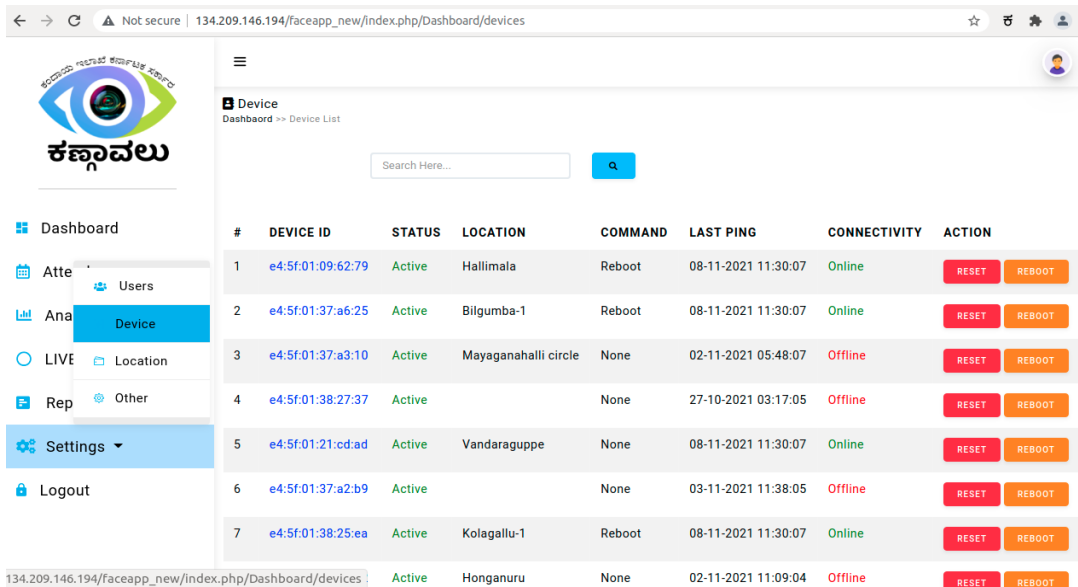 Not secure | 134.209.146.194/faceapp_new/index.php/Dashboard/devices
ಕಂದಾಯ ಇಲಾಖೆ ಕರ್ನಾಟಕ ಸರ್ಕಾರ
ಕಣ್ಗಾವಲು
Device
Dashbaord >> Device List
Search Here...
Dashboard
Atte
Users
Ana
Device
LIVE
Location
Rep
Other
Settings
Logout
# DEVICE ID STATUS LOCATION COMMAND LAST PING CONNECTIVITY ACTION
1 e4:5f:01:09:62:79 Active Hallimala Reboot 08-11-2021 11:30:07 Online RESET REBOOT
2 e4:5f:01:37:a6:25 Active Bilgumba-1 Reboot 08-11-2021 11:30:07 Online RESET REBOOT
3 e4:5f:01:37:a3:10 Active Mayaganahalli circle None 02-11-2021 05:48:07 Offline RESET REBOOT
4 e4:5f:01:38:27:37 Active None 27-10-2021 03:17:05 Offline RESET REBOOT
5 e4:5f:01:21:cd:ad Active Vandaraguppe None 08-11-2021 11:30:07 Online RESET REBOOT
6 e4:5f:01:37:a2:b9 Active None 03-11-2021 11:38:05 Offline RESET REBOOT
7 e4:5f:01:38:25:ea Active Kolagallu-1 Reboot 08-11-2021 11:30:07 Online RESET REBOOT
Active Honganuru None 02-11-2021 11:09:04 Offline RESET REBOOT
134.209.146.194/faceapp_new/index.php/Dashboard/devices